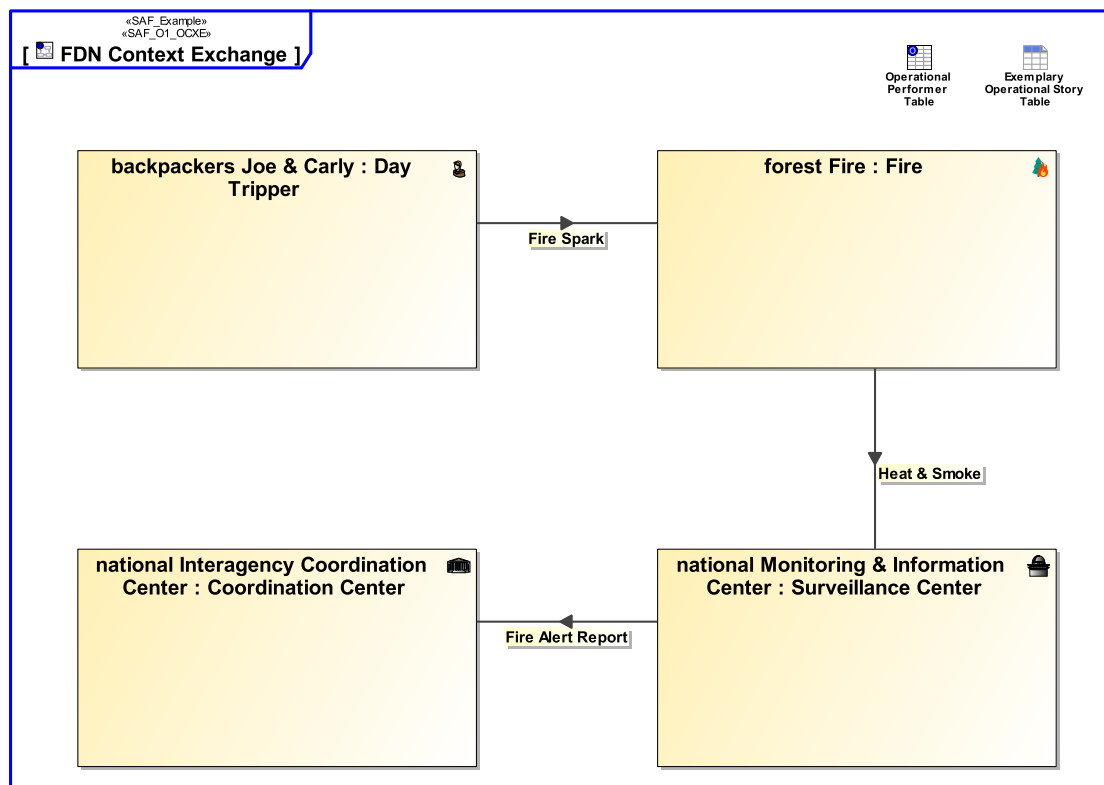 «SAF_Example»
«SAF_O1_OCXE»
[ FDN Context Exchange ]
Operational
Performer
Table
Exemplary
Operational Story
Table
backpackers Joe & Carly : Day
Tripper
forest Fire : Fire
Fire Spark
Heat & Smoke
national Interagency Coordination
Center : Coordination Center
national Monitoring & Information
Center : Surveillance Center
Fire Alert Report